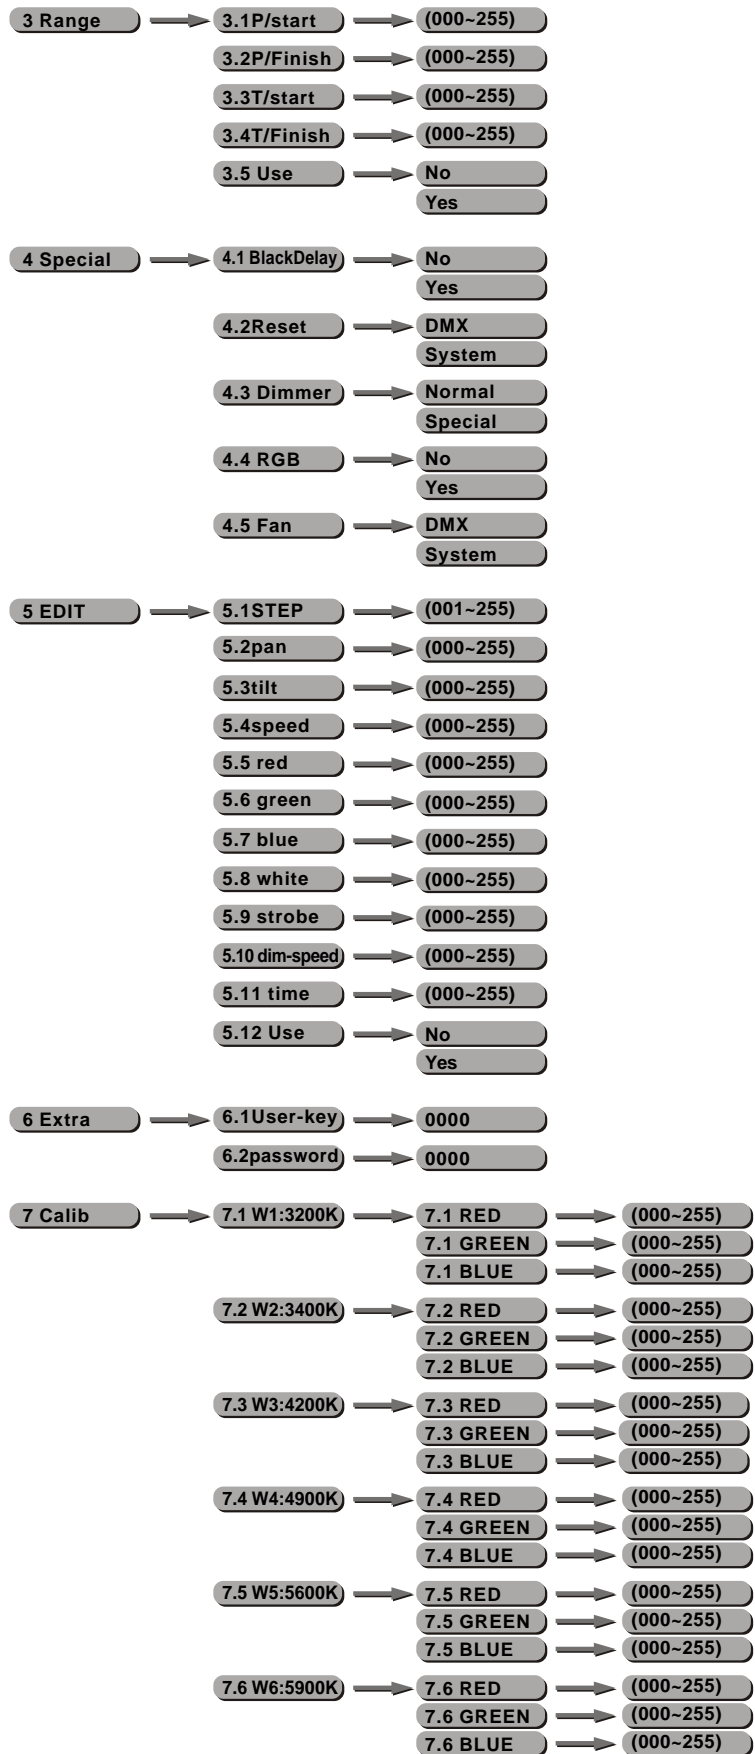 3 Range 3.1P/start (000~255)
3.2P/Finish (000~255)
3.3T/start (000~255)
3.4T/Finish (000~255)
3.5 Use No
Yes
4 Special 4.1 BlackDelay No
Yes
4.2Reset DMX
System
4.3 Dimmer Normal
Special
4.4 RGB No
Yes
4.5 Fan DMX
System
5 EDIT 5.1STEP (001~255)
5.2pan (000~255)
5.3tilt (000~255)
5.4speed (000~255)
5.5 red (000~255)
5.6 green (000~255)
5.7 blue (000~255)
5.8 white (000~255)
5.9 strobe (000~255)
5.10 dim-speed (000~255)
5.11 time (000~255)
5.12 Use No
Yes
6 Extra 6.1User-key 0000
6.2password 0000
7 Calib 7.1 W1:3200K 7.1 RED (000~255)
7.1 GREEN (000~255)
7.1 BLUE (000~255)
7.2 W2:3400K 7.2 RED (000~255)
7.2 GREEN (000~255)
7.2 BLUE (000~255)
7.3 W3:4200K 7.3 RED (000~255)
7.3 GREEN (000~255)
7.3 BLUE (000~255)
7.4 W4:4900K 7.4 RED (000~255)
7.4 GREEN (000~255)
7.4 BLUE (000~255)
7.5 W5:5600K 7.5 RED (000~255)
7.5 GREEN (000~255)
7.5 BLUE (000~255)
7.6 W6:5900K 7.6 RED (000~255)
7.6 GREEN (000~255)
7.6 BLUE (000~255)